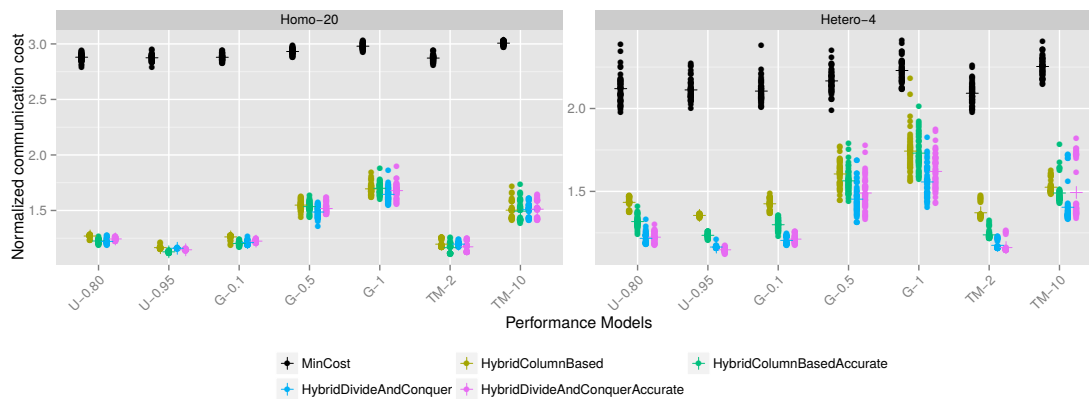 Homo−20
Hetero−4
Normalized communication cost
3.0
2.5
2.0
1.5
2.0
1.5
U−0.80
U−0.95
G−0.1
G−0.5
G−1
TM−2
TM−10
U−0.80
U−0.95
G−0.1
G−0.5
G−1
TM−2
TM−10
Performance Models
MinCost
HybridColumnBased
HybridColumnBasedAccurate
HybridDivideAndConquer
HybridDivideAndConquerAccurate